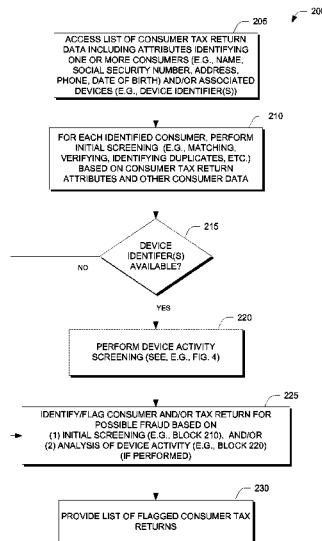 200
205
ACCESS LIST OF CONSUMER TAX RETURN
DATA INCLUDING ATTRIBUTES IDENTIFYING
ONE OR MORE CONSUMERS (E.G., NAME,
SOCIAL SECURITY NUMBER, ADDRESS,
PHONE, DATE OF BIRTH) AND/OR ASSOCIATED
DEVICES (E.G., DEVICE IDENTIFIER(S))
210
FOR EACH IDENTIFIED CONSUMER, PERFORM
INITIAL SCREENING (E.G., MATCHING,
VERIFYING, IDENTIFYING DUPLICATES, ETC.)
BASED ON CONSUMER TAX RETURN
ATTRIBUTES AND OTHER CONSUMER DATA
215
DEVICE
IDENTIFER(S)
AVAILABLE?
NO
YES
220
PERFORM DEVICE ACTIVITY
SCREENING (SEE, E.G., FIG. 4)
225
IDENTIFY/FLAG CONSUMER AND/OR TAX RETURN FOR
POSSIBLE FRAUD BASED ON
(1) INITIAL SCREENING (E.G., BLOCK 210), AND/OR
(2) ANALYSIS OF DEVICE ACTIVITY (E.G., BLOCK 220)
(IF PERFORMED)
230
PROVIDE LIST OF FLAGGED CONSUMER TAX
RETURNS